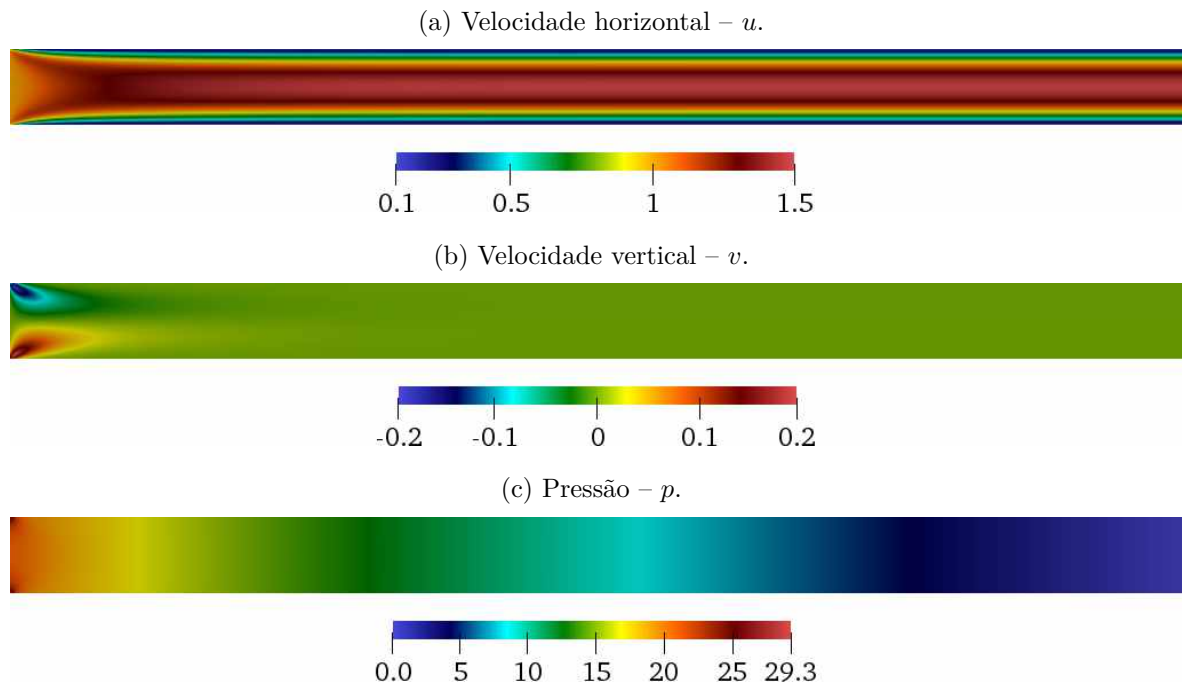 (a) Velocidade horizontal – u.
0.1 0.5 1 1.5
(b) Velocidade vertical – v.
-0.2 -0.1 0 0.1 0.2
(c) Pressão – p.
0.0 5 10 15 20 25 29.3